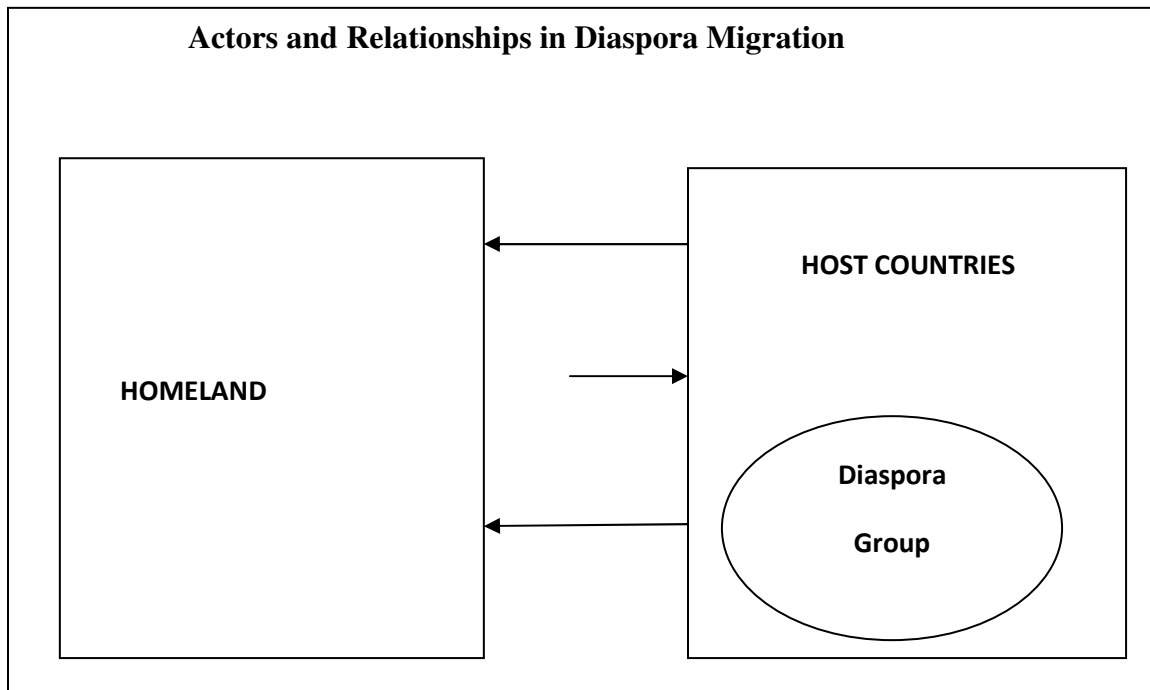 Actors and Relationships in Diaspora Migration
HOST COUNTRIES
HOMELAND
Diaspora
Group